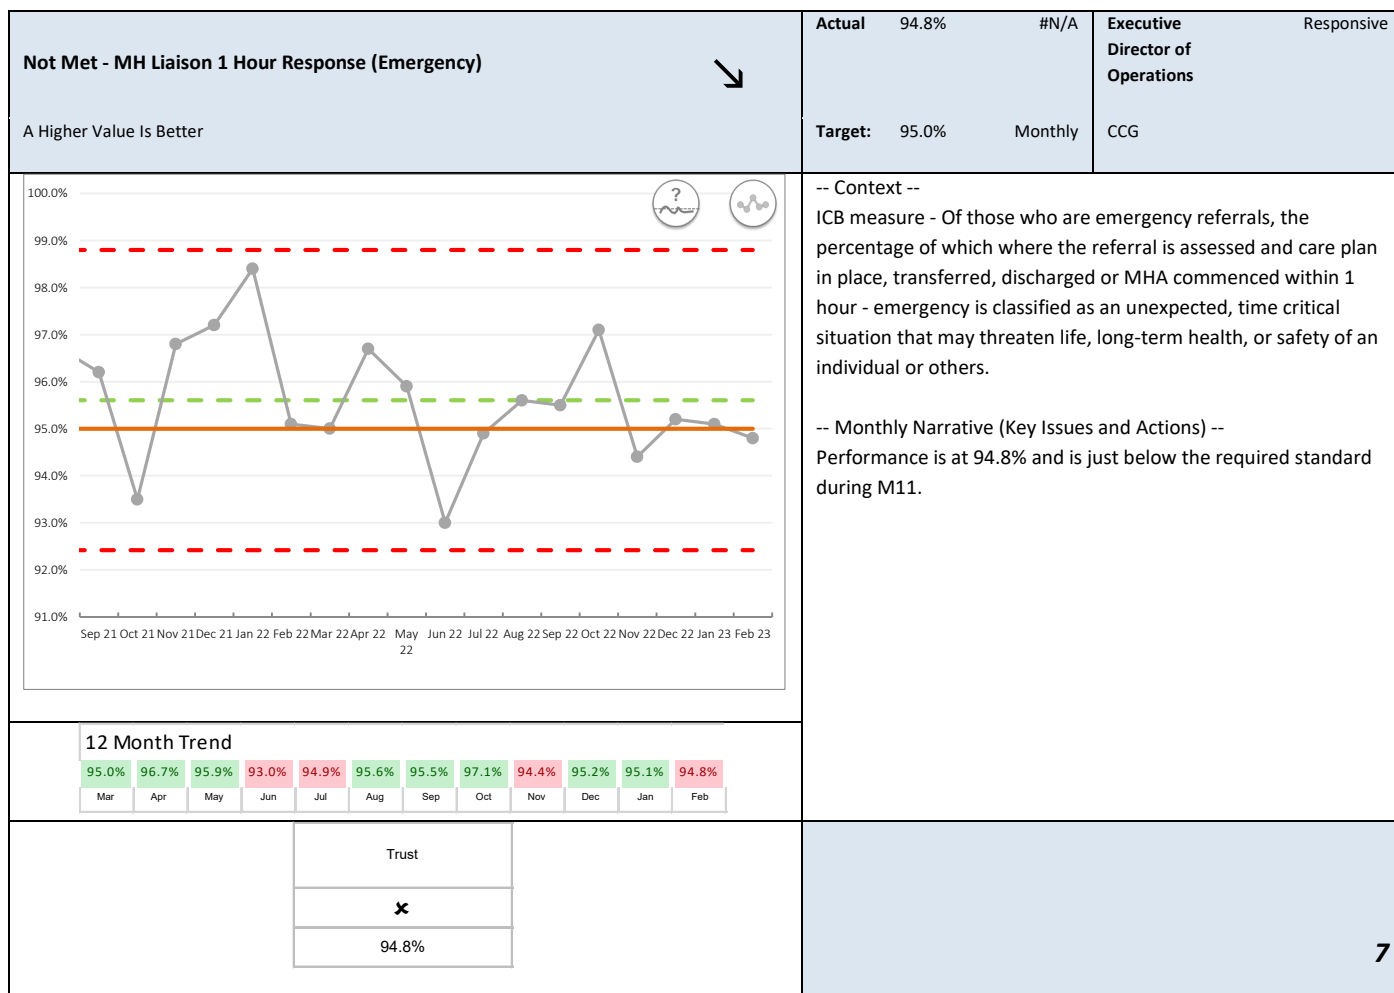 Not Met - MH Liaison 1 Hour Response (Emergency)
A Higher Value Is Better
Actual 94.8% #N/A
Target: 95.0% Monthly
Executive
Director of
Operations
Responsive
CCG
100.0%
99.0%
98.0%
97.0%
96.0%
95.0%
94.0%
93.0%
92.0%
91.0%
?
Sep 21 Oct 21 Nov 21 Dec 21 Jan 22 Feb 22 Mar 22 Apr 22 May 22 Jun 22 Jul 22 Aug 22 Sep 22 Oct 22 Nov 22 Dec 22 Jan 23 Feb 23
-- Context --
ICB measure - Of those who are emergency referrals, the
percentage of which where the referral is assessed and care plan
in place, transferred, discharged or MHA commenced within 1
hour - emergency is classified as an unexpected, time critical
situation that may threaten life, long-term health, or safety of an
individual or others.
-- Monthly Narrative (Key Issues and Actions) --
Performance is at 94.8% and is just below the required standard
during M11.
12 Month Trend
95.0% 96.7% 95.9% 93.0% 94.9% 95.6% 95.5% 97.1% 94.4% 95.2% 95.1% 94.8%
Mar Apr May Jun Jul Aug Sep Oct Nov Dec Jan Feb
Trust
✘
94.8%
7